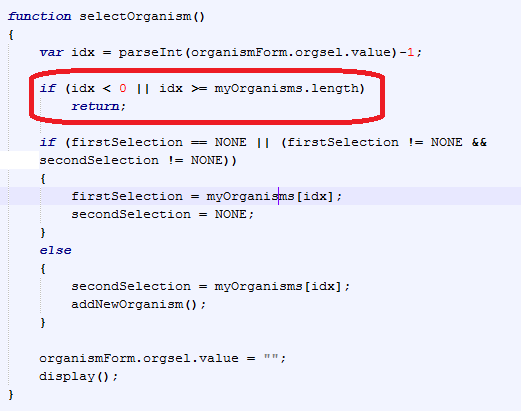 function selectOrganism()
{
    var idx = parseInt(organismForm.orgsel.value)-1;

    if (idx < 0 || idx >= myOrganisms.length)
        return;

    if (firstSelection == NONE || (firstSelection != NONE &&
    secondSelection != NONE))
    {
        firstSelection = myOrganisms[idx];
        secondSelection = NONE;
    }
    else
    {
        secondSelection = myOrganisms[idx];
        addNewOrganism();
    }

    organismForm.orgsel.value = "";
    display();
}